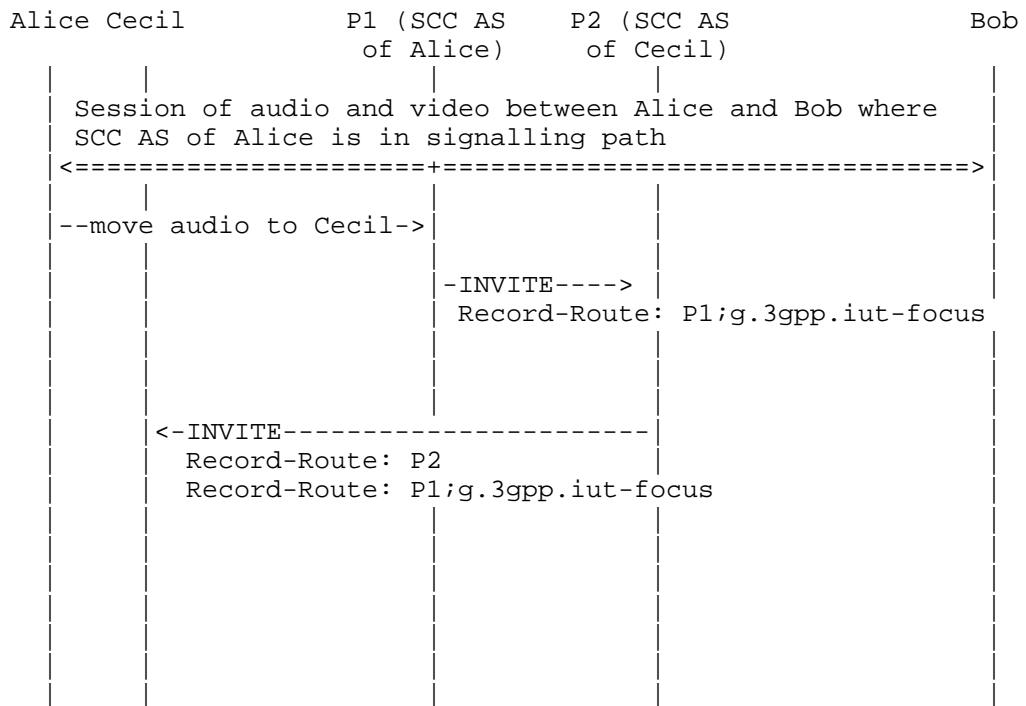 Alice Cecil P1 (SCC AS P2 (SCC AS Bob
of Alice) of Cecil)
Session of audio and video between Alice and Bob where
SCC AS of Alice is in signalling path
<======================+=================================>
--move audio to Cecil->
-INVITE---->
Record-Route: P1;g.3gpp.iut-focus
<-INVITE-----------------------
Record-Route: P2
Record-Route: P1;g.3gpp.iut-focus